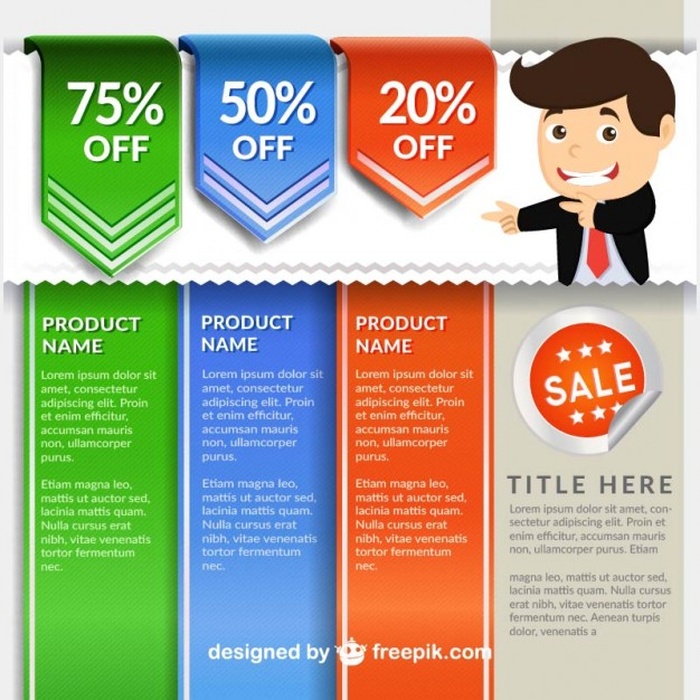 75%
OFF
50%
OFF
20%
OFF
PRODUCT
NAME
Lorem ipsum dolor sit
amet, consectetur
adipiscing elit. Proin
et enim efficitur,
accumsan mauris
non, ullamcorper
purus.
Etiam magna leo,
mattis ut auctor sed,
lacinia mattis quam.
Nulla cursus erat
nibh, vitae venenatis
tortor fermentum
nec.
PRODUCT
NAME
Lorem ipsum dolor sit
amet, consectetur
adipiscing elit. Proin
et enim efficitur,
accumsan mauris
non, ullamcorper
purus.
Etiam magna leo,
mattis ut auctor sed,
lacinia mattis quam.
Nulla cursus erat
nibh, vitae venenatis
tortor fermentum
nec.
PRODUCT
NAME
Lorem ipsum dolor sit
amet, consectetur
adipiscing elit. Proin
et enim efficitur,
accumsan mauris
non, ullamcorper
purus.
Etiam magna leo,
mattis ut auctor sed,
lacinia mattis quam.
Nulla cursus erat
nibh, vitae venenatis
tortor fermentum
nec.
SALE
TITLE HERE
Lorem ipsum dolor sit amet, con-
sectetur adipiscing elit. Proin et
enim efficitur, accumsan mauris
non, ullamcorper purus. Etiam
magna leo, mattis ut auctor sed,
lacinia mattis quam. Nulla cursus erat
nibh, vitae venenatis tortor
fermentum nec. Aenean turpis
dolor, venenatis a
designed by freepik.com